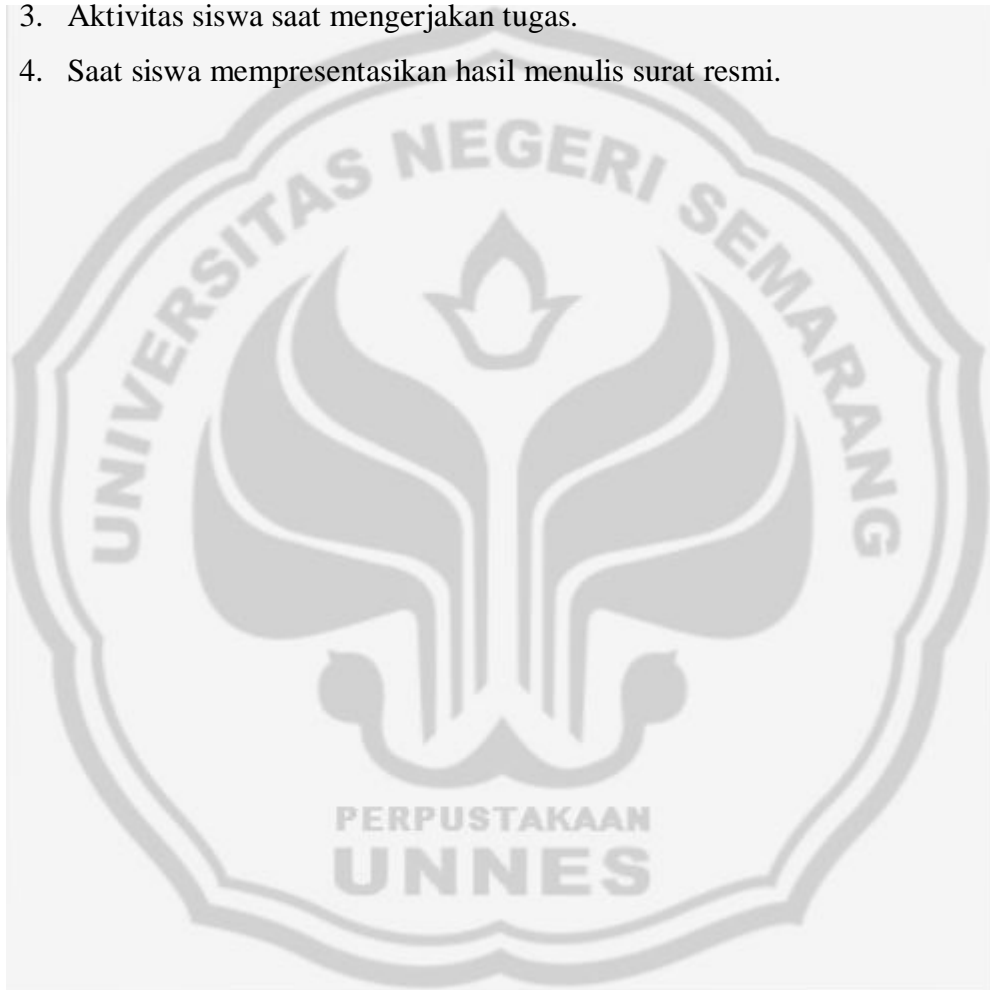 3. Aktivitas siswa saat mengerjakan tugas.
4. Saat siswa mempresentasikan hasil menulis surat resmi.
UNIVERSITAS NEGERI SEMARANG
PERPUSTAKAAN
UNNES